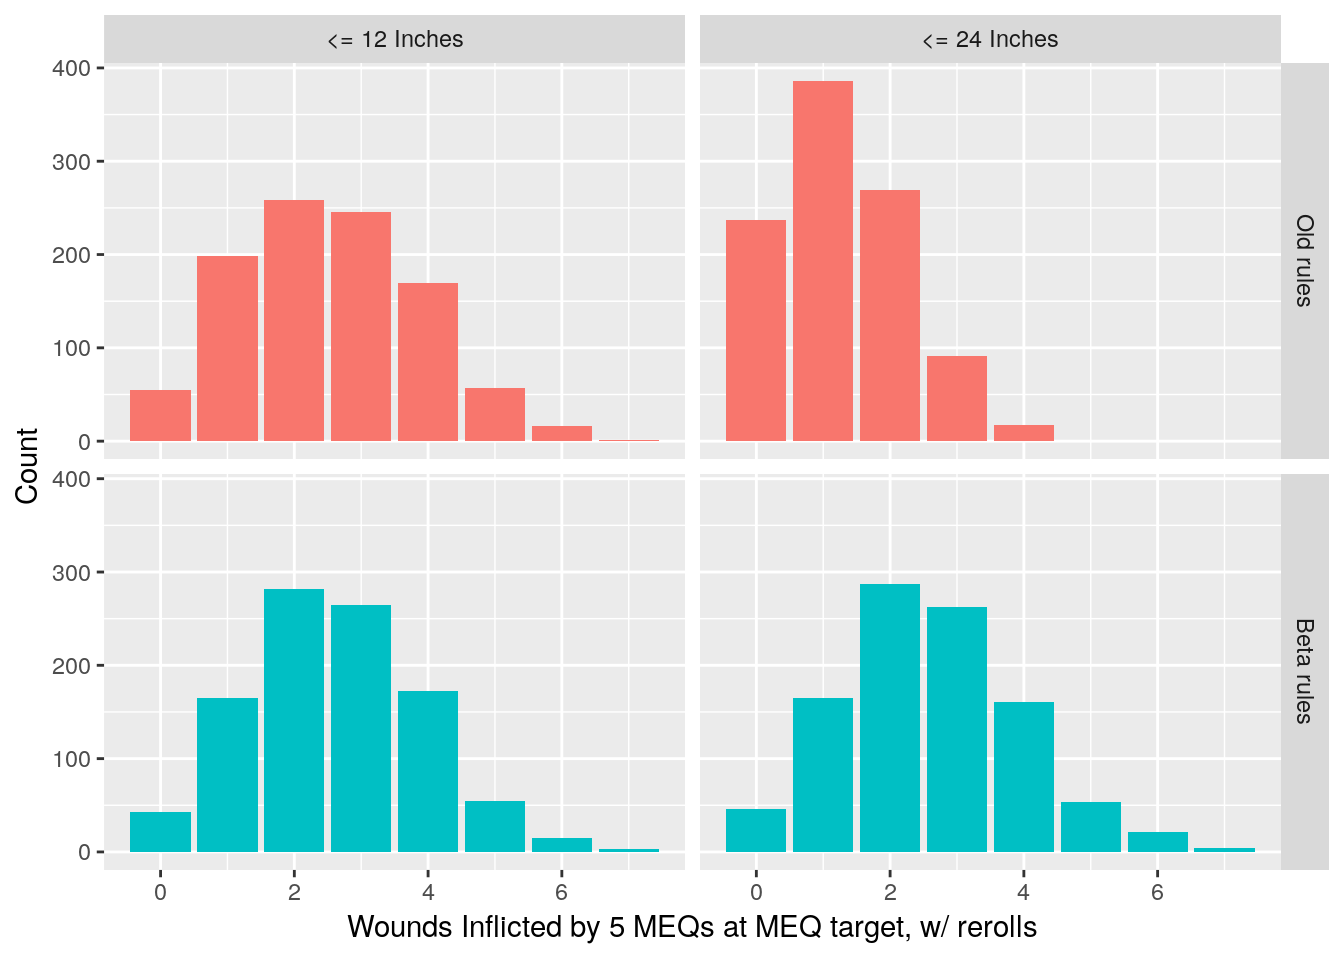 <= 12 Inches
<= 24 Inches
400
300
200
100
0
Old rules
Count
400
300
200
100
0
Beta rules
0 2 4 6
0 2 4 6
Wounds Inflicted by 5 MEQs at MEQ target, w/ rerolls